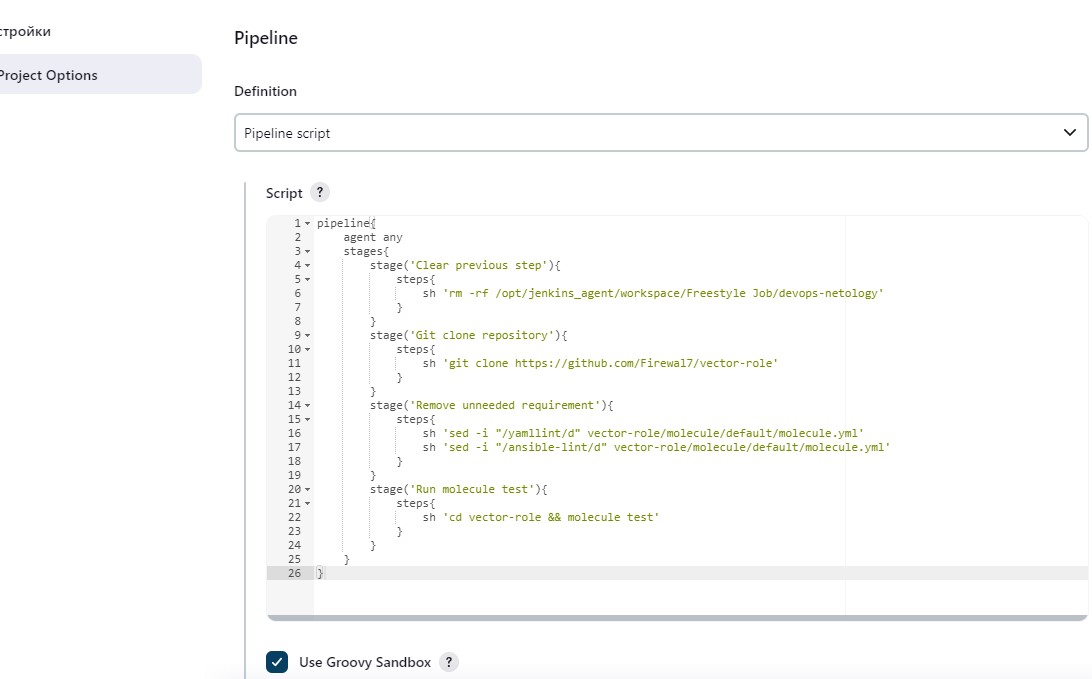 стройки
Project Options
Pipeline
Definition
Pipeline script
Script ?
1 pipeline{
2     agent any
3     stages{
4         stage('Clear previous step'){
5             steps{
6                 sh 'rm -rf /opt/jenkins_agent/workspace/Freestyle Job/devops-netology'
7             }
8         }
9         stage('Git clone repository'){
10             steps{
11                 sh 'git clone https://github.com/Firewal7/vector-role'
12             }
13         }
14         stage('Remove unneeded requirement'){
15             steps{
16                 sh 'sed -i "/yamllint/d" vector-role/molecule/default/molecule.yml'
17                 sh 'sed -i "/ansible-lint/d" vector-role/molecule/default/molecule.yml'
18             }
19         }
20         stage('Run molecule test'){
21             steps{
22                 sh 'cd vector-role && molecule test'
23             }
24         }
25     }
26 }
Use Groovy Sandbox ?